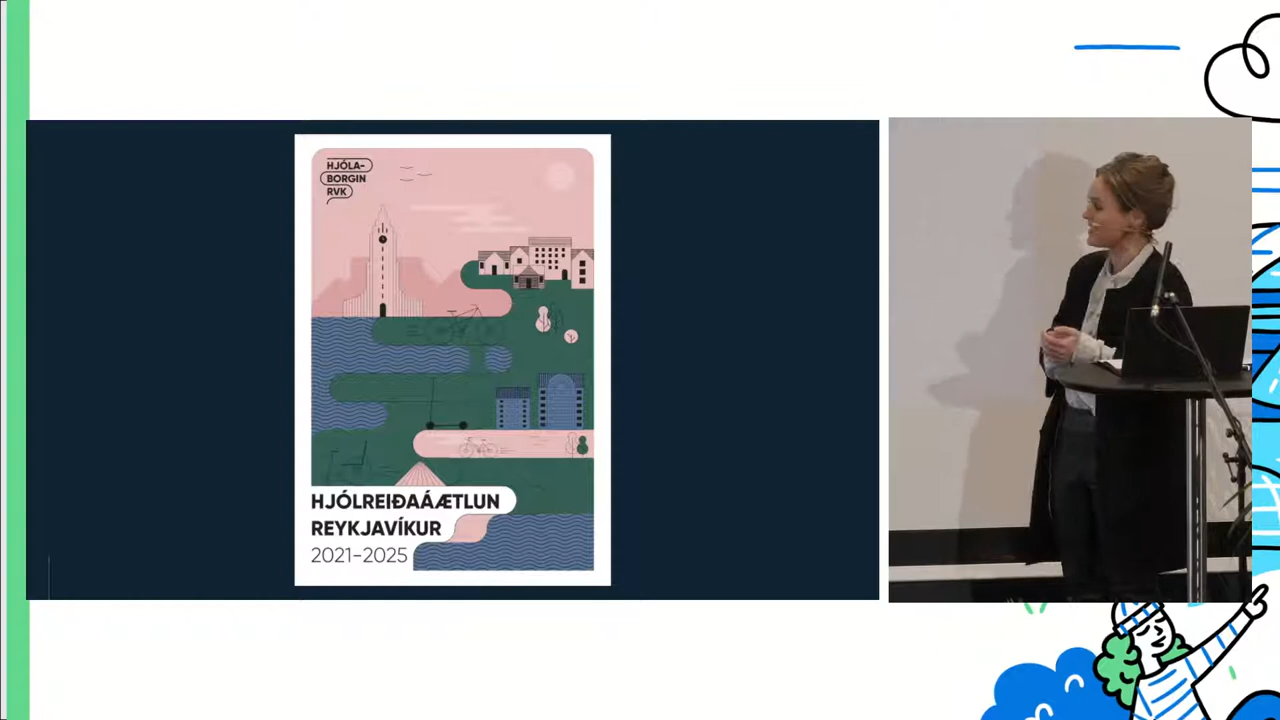 HJÓLA-
BORGIN
RVK
HJÓLREIÐAÁÆTLUN
REYKJAVÍKUR
2021–2025